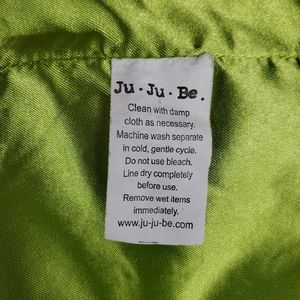 Ju·Ju·Be.
Clean with damp
cloth as necessary.
Machine wash separate
in cold, gentle cycle.
Do not use bleach.
Line dry completely
before use.
Remove wet items
immediately.
www.ju-ju-be.com